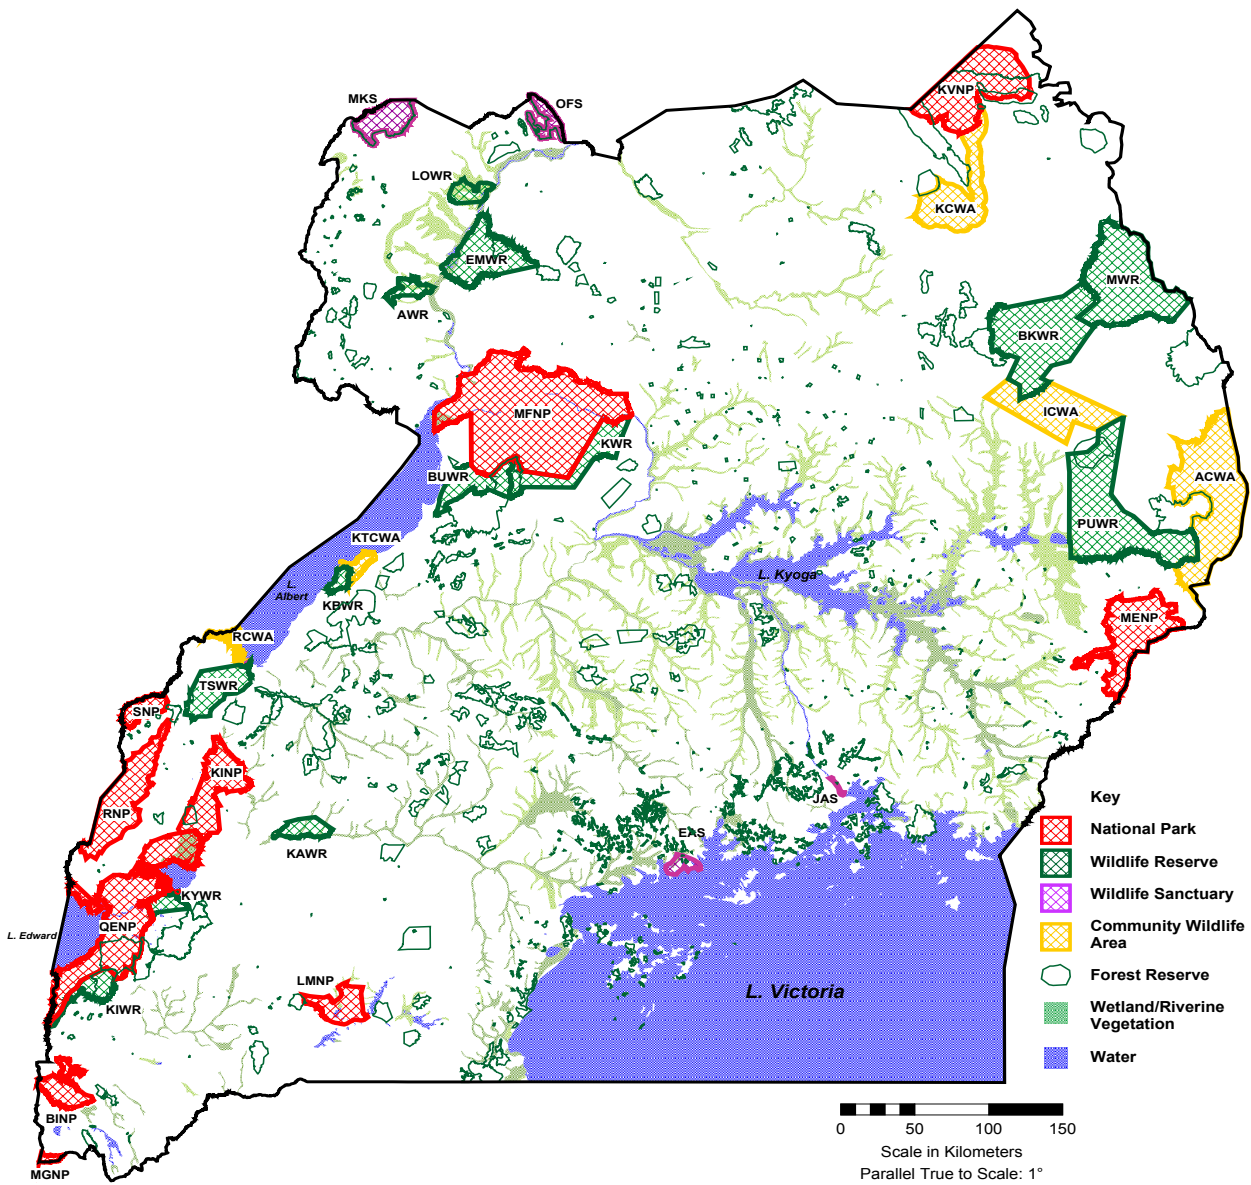 MKS
OFS
KVNP
LOWR
KCWA
EMWR
MWR
AWR
BKWR
MFNP
ICWA
KWR
BUWR
ACWA
PUWR
KTCWA
L. Kyoga
L.
Albert
KBWR
MENP
RCWA
TSWR
SNP
KINP
JAS
Key
RNP
National Park
EAS
KAWR
Wildlife Reserve
Wildlife Sanctuary
KYWR
QENP
Community Wildlife
Area
L. Edward
Forest Reserve
LMNP
L. Victoria
KIWR
Wetland/Riverine
Vegetation
Water
BINP
0 50 100 150
Scale in Kilometers
MGNP
Parallel True to Scale: 1°